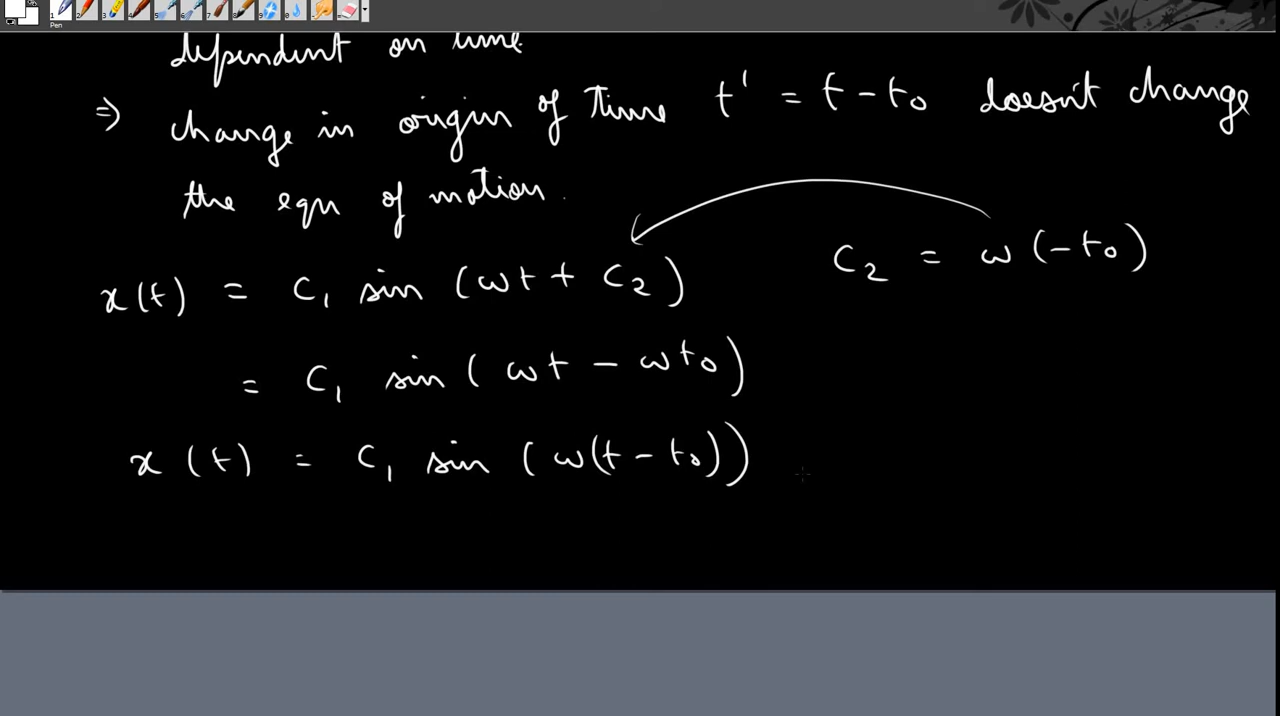 dependent on time
⇒ change in origin of time t' = t - t₀ doesn't change
the eqn of motion.
x(t) = C₁ sin (ωt + C₂) C₂ = ω(-t₀)
= C₁ sin (ωt - ωt₀)
x(t) = C₁ sin (ω(t - t₀))